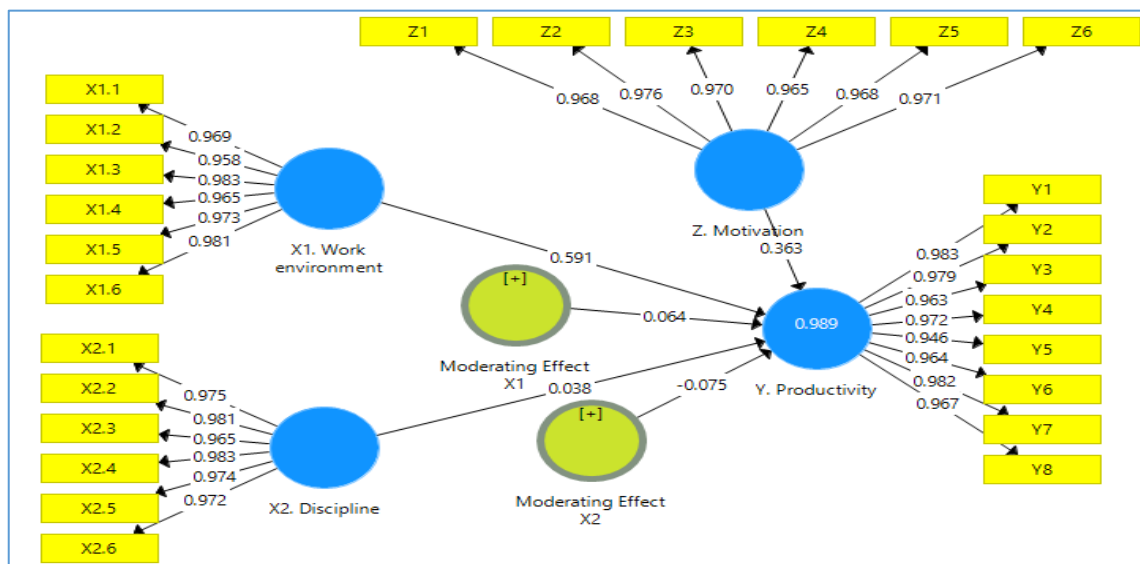 Z1
Z2
Z3
Z4
Z5
Z6
0.968
0.976
0.970
0.965
0.968
0.971
Z. Motivation
0.363
X1.1
X1.2
X1.3
X1.4
X1.5
X1.6
0.969
0.958
0.983
0.965
0.973
0.981
X1. Work
environment
0.591
[+]
Moderating Effect
X1
0.064
X2.1
X2.2
X2.3
X2.4
X2.5
X2.6
0.975
0.981
0.965
0.983
0.974
0.972
X2. Discipline
0.038
[+]
Moderating Effect
X2
-0.075
0.989
Y. Productivity
0.983
0.979
0.963
0.972
0.946
0.964
0.982
0.967
Y1
Y2
Y3
Y4
Y5
Y6
Y7
Y8